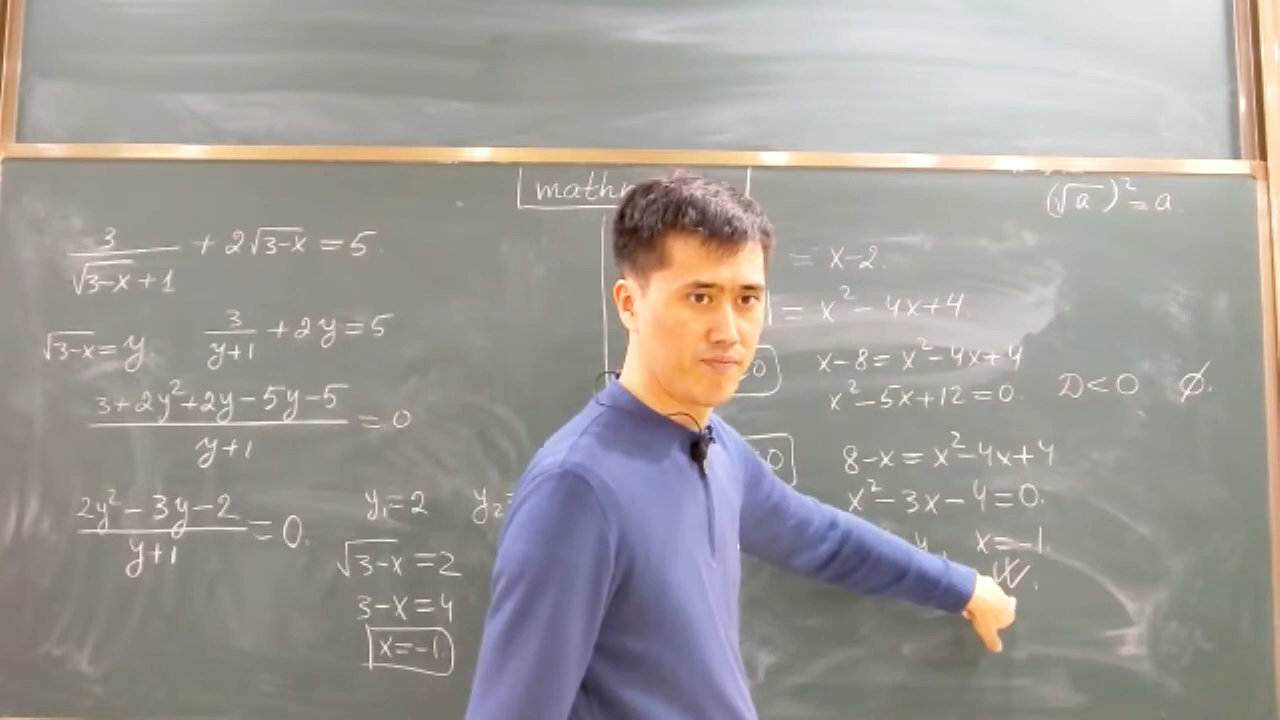 (√a)² = a.
3/(√3-x + 1) + 2√3-x = 5.
√3-x = y   3/(y+1) + 2y = 5
(3+2y²+2y-5y-5)/(y+1) = 0
(2y²-3y-2)/(y+1) = 0.
y₁=2   y₂=
√3-x = 2
3-x=4
x=-1.
= x-2.
= x²-4x+4.
x-8 = x²-4x+4
x²-5x+12=0.   D<0   ∅.
8-x = x²-4x+4
x²-3x-4=0.
x=-1.